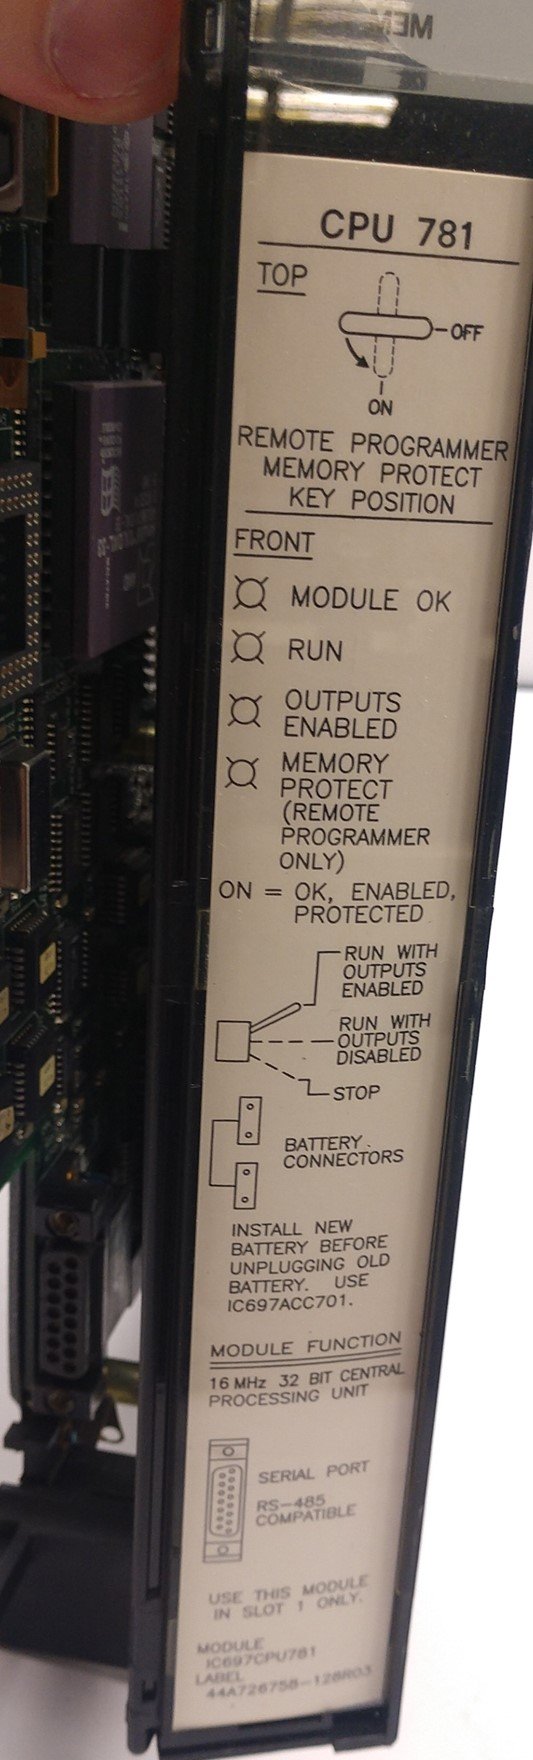 CPU 781
TOP
OFF
ON
REMOTE PROGRAMMER
MEMORY PROTECT
KEY POSITION
FRONT
MODULE OK
RUN
OUTPUTS
ENABLED
MEMORY
PROTECT
(REMOTE
PROGRAMMER
ONLY)
ON = OK, ENABLED,
PROTECTED
RUN WITH
OUTPUTS
ENABLED
RUN WITH
OUTPUTS
DISABLED
STOP
BATTERY
CONNECTORS
INSTALL NEW
BATTERY BEFORE
UNPLUGGING OLD
BATTERY. USE
IC697ACC701.
MODULE FUNCTION
16 MHz 32 BIT CENTRAL
PROCESSING UNIT
SERIAL PORT
RS-485
COMPATIBLE
USE THIS MODULE
IN SLOT 1 ONLY.
MODULE
IC697CPU781
LABEL
44A726758-128R03